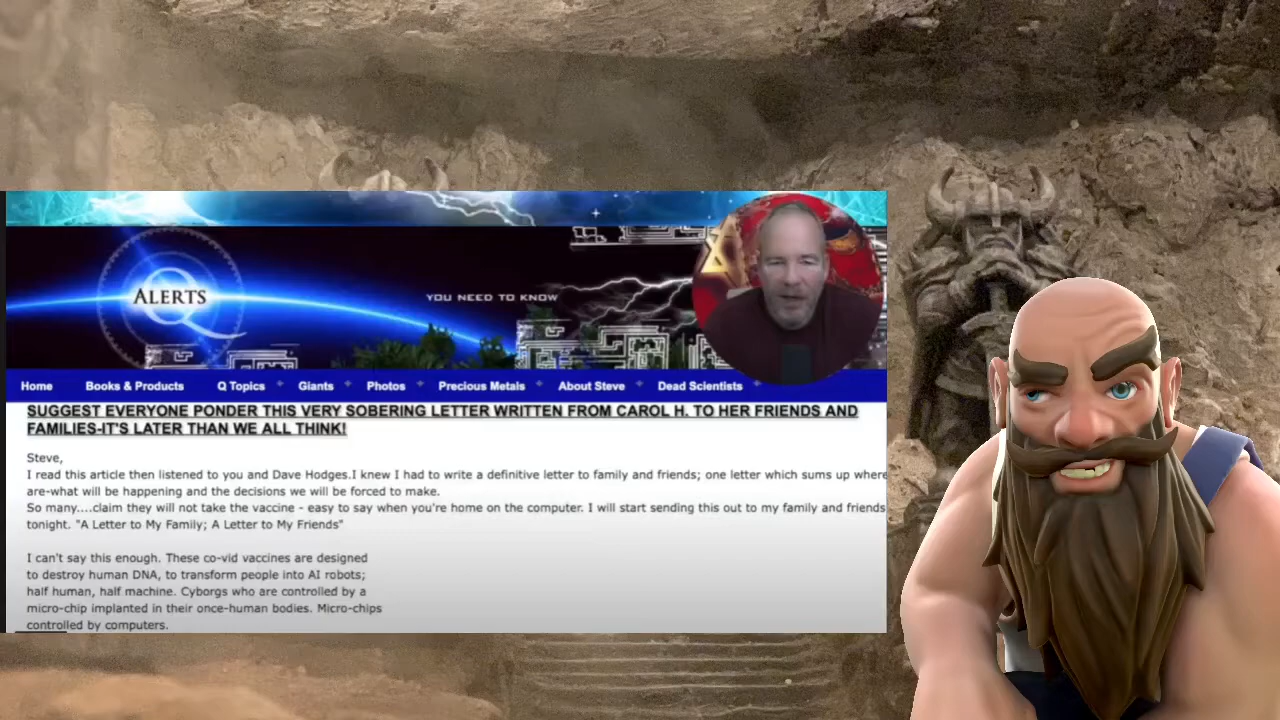 ALERTS
YOU NEED TO KNOW
Home Books & Products Q Topics Giants Photos Precious Metals About Steve Dead Scientists
SUGGEST EVERYONE PONDER THIS VERY SOBERING LETTER WRITTEN FROM CAROL H. TO HER FRIENDS AND
FAMILIES-IT'S LATER THAN WE ALL THINK!
Steve,
I read this article then listened to you and Dave Hodges.I knew I had to write a definitive letter to family and friends; one letter which sums up where
are-what will be happening and the decisions we will be forced to make.
So many....claim they will not take the vaccine - easy to say when you're home on the computer. I will start sending this out to my family and friends
tonight. "A Letter to My Family; A Letter to My Friends"
I can't say this enough. These co-vid vaccines are designed
to destroy human DNA, to transform people into AI robots;
half human, half machine. Cyborgs who are controlled by a
micro-chip implanted in their once-human bodies. Micro-chips
controlled by computers.